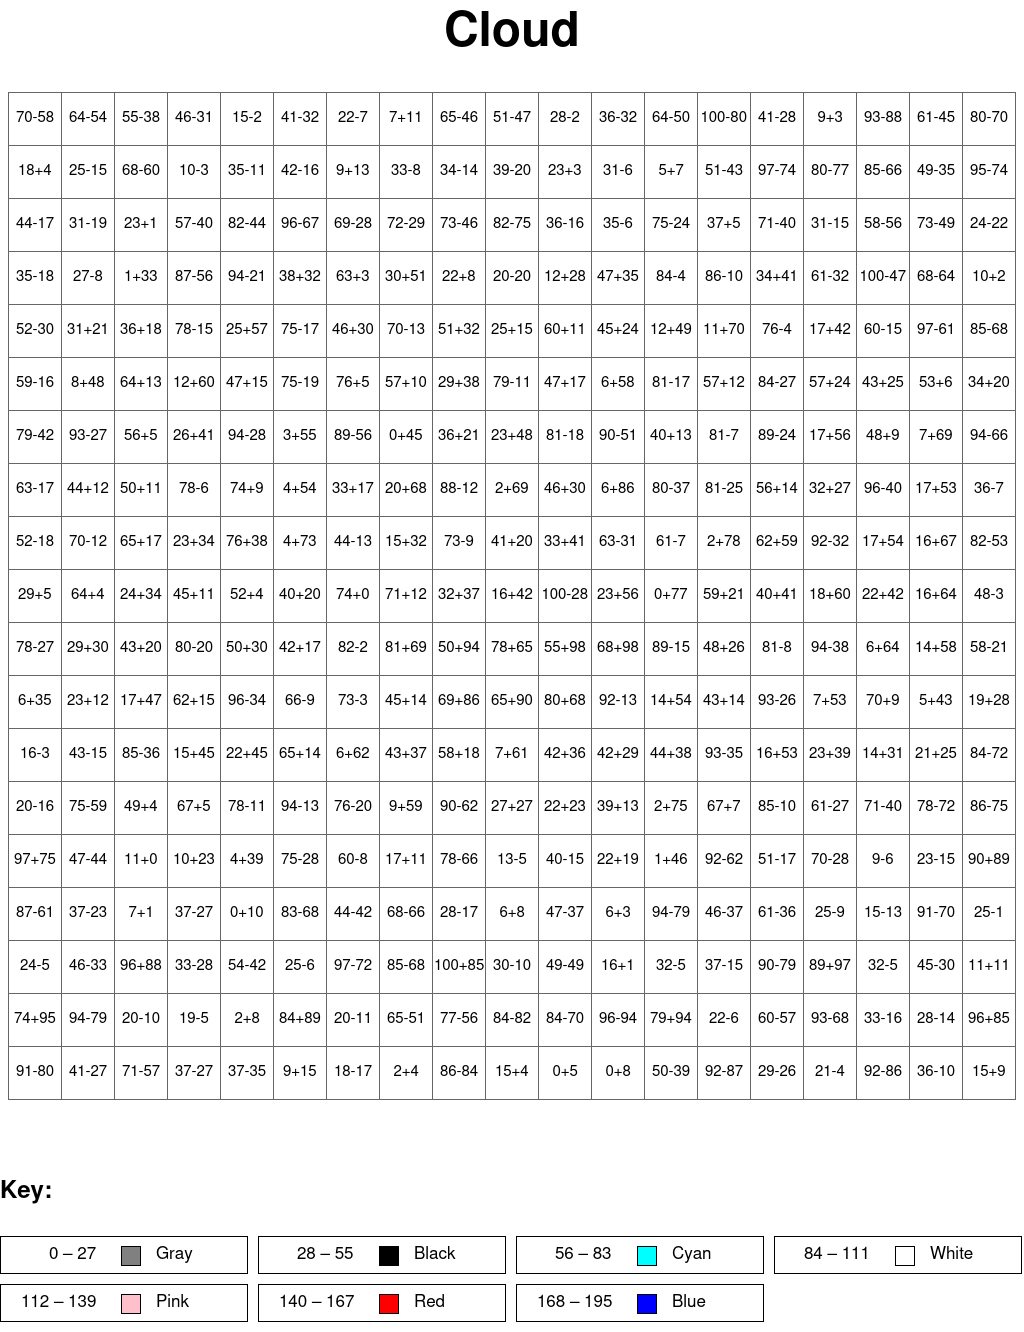 Cloud
70-58 64-54 55-38 46-31 15-2 41-32 22-7 7+11 65-46 51-47 28-2 36-32 64-50 100-80 41-28 9+3 93-88 61-45 80-70
18+4 25-15 68-60 10-3 35-11 42-16 9+13 33-8 34-14 39-20 23+3 31-6 5+7 51-43 97-74 80-77 85-66 49-35 95-74
44-17 31-19 23+1 57-40 82-44 96-67 69-28 72-29 73-46 82-75 36-16 35-6 75-24 37+5 71-40 31-15 58-56 73-49 24-22
35-18 27-8 1+33 87-56 94-21 38+32 63+3 30+51 22+8 20-20 12+28 47+35 84-4 86-10 34+41 61-32 100-47 68-64 10+2
52-30 31+21 36+18 78-15 25+57 75-17 46+30 70-13 51+32 25+15 60+11 45+24 12+49 11+70 76-4 17+42 60-15 97-61 85-68
59-16 8+48 64+13 12+60 47+15 75-19 76+5 57+10 29+38 79-11 47+17 6+58 81-17 57+12 84-27 57+24 43+25 53+6 34+20
79-42 93-27 56+5 26+41 94-28 3+55 89-56 0+45 36+21 23+48 81-18 90-51 40+13 81-7 89-24 17+56 48+9 7+69 94-66
63-17 44+12 50+11 78-6 74+9 4+54 33+17 20+68 88-12 2+69 46+30 6+86 80-37 81-25 56+14 32+27 96-40 17+53 36-7
52-18 70-12 65+17 23+34 76+38 4+73 44-13 15+32 73-9 41+20 33+41 63-31 61-7 2+78 62+59 92-32 17+54 16+67 82-53
29+5 64+4 24+34 45+11 52+4 40+20 74+0 71+12 32+37 16+42 100-28 23+56 0+77 59+21 40+41 18+60 22+42 16+64 48-3
78-27 29+30 43+20 80-20 50+30 42+17 82-2 81+69 50+94 78+65 55+98 68+98 89-15 48+26 81-8 94-38 6+64 14+58 58-21
6+35 23+12 17+47 62+15 96-34 66-9 73-3 45+14 69+86 65+90 80+68 92-13 14+54 43+14 93-26 7+53 70+9 5+43 19+28
16-3 43-15 85-36 15+45 22+45 65+14 6+62 43+37 58+18 7+61 42+36 42+29 44+38 93-35 16+53 23+39 14+31 21+25 84-72
20-16 75-59 49+4 67+5 78-11 94-13 76-20 9+59 90-62 27+27 22+23 39+13 2+75 67+7 85-10 61-27 71-40 78-72 86-75
97+75 47-44 11+0 10+23 4+39 75-28 60-8 17+11 78-66 13-5 40-15 22+19 1+46 92-62 51-17 70-28 9-6 23-15 90+89
87-61 37-23 7+1 37-27 0+10 83-68 44-42 68-66 28-17 6+8 47-37 6+3 94-79 46-37 61-36 25-9 15-13 91-70 25-1
24-5 46-33 96+88 33-28 54-42 25-6 97-72 85-68 100+85 30-10 49-49 16+1 32-5 37-15 90-79 89+97 32-5 45-30 11+11
74+95 94-79 20-10 19-5 2+8 84+89 20-11 65-51 77-56 84-82 84-70 96-94 79+94 22-6 60-57 93-68 33-16 28-14 96+85
91-80 41-27 71-57 37-27 37-35 9+15 18-17 2+4 86-84 15+4 0+5 0+8 50-39 92-87 29-26 21-4 92-86 36-10 15+9
Key:
0 – 27 Gray 28 – 55 Black 56 – 83 Cyan 84 – 111 White
112 – 139 Pink 140 – 167 Red 168 – 195 Blue